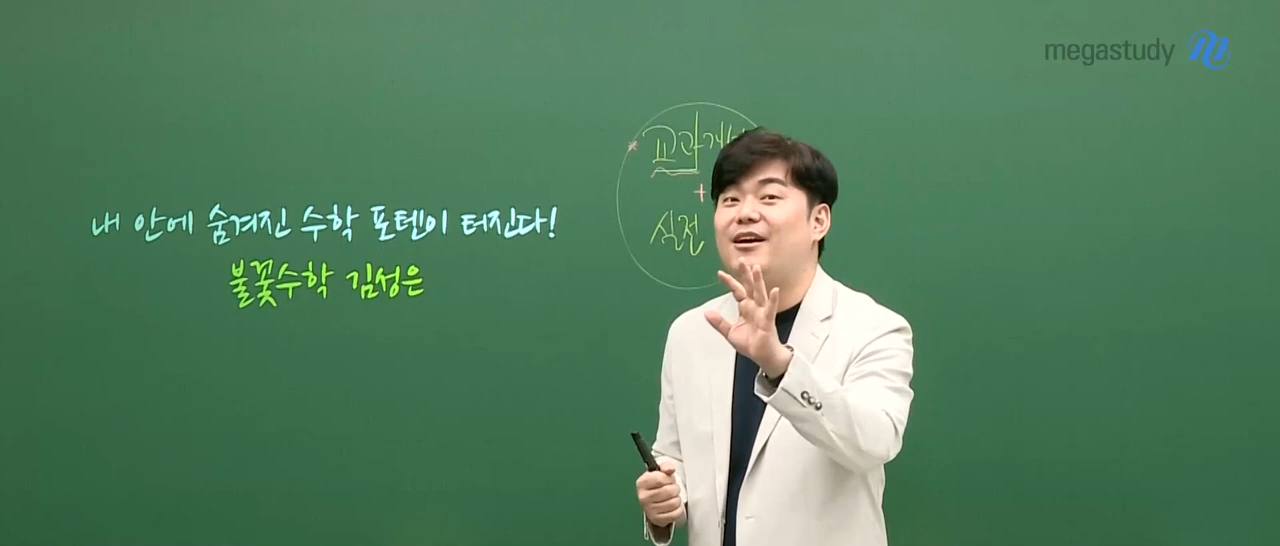 megastudy
내 안에 숨겨진 수학 포텐이 터진다!
불꽃수학 김성은
교과개
+
실전